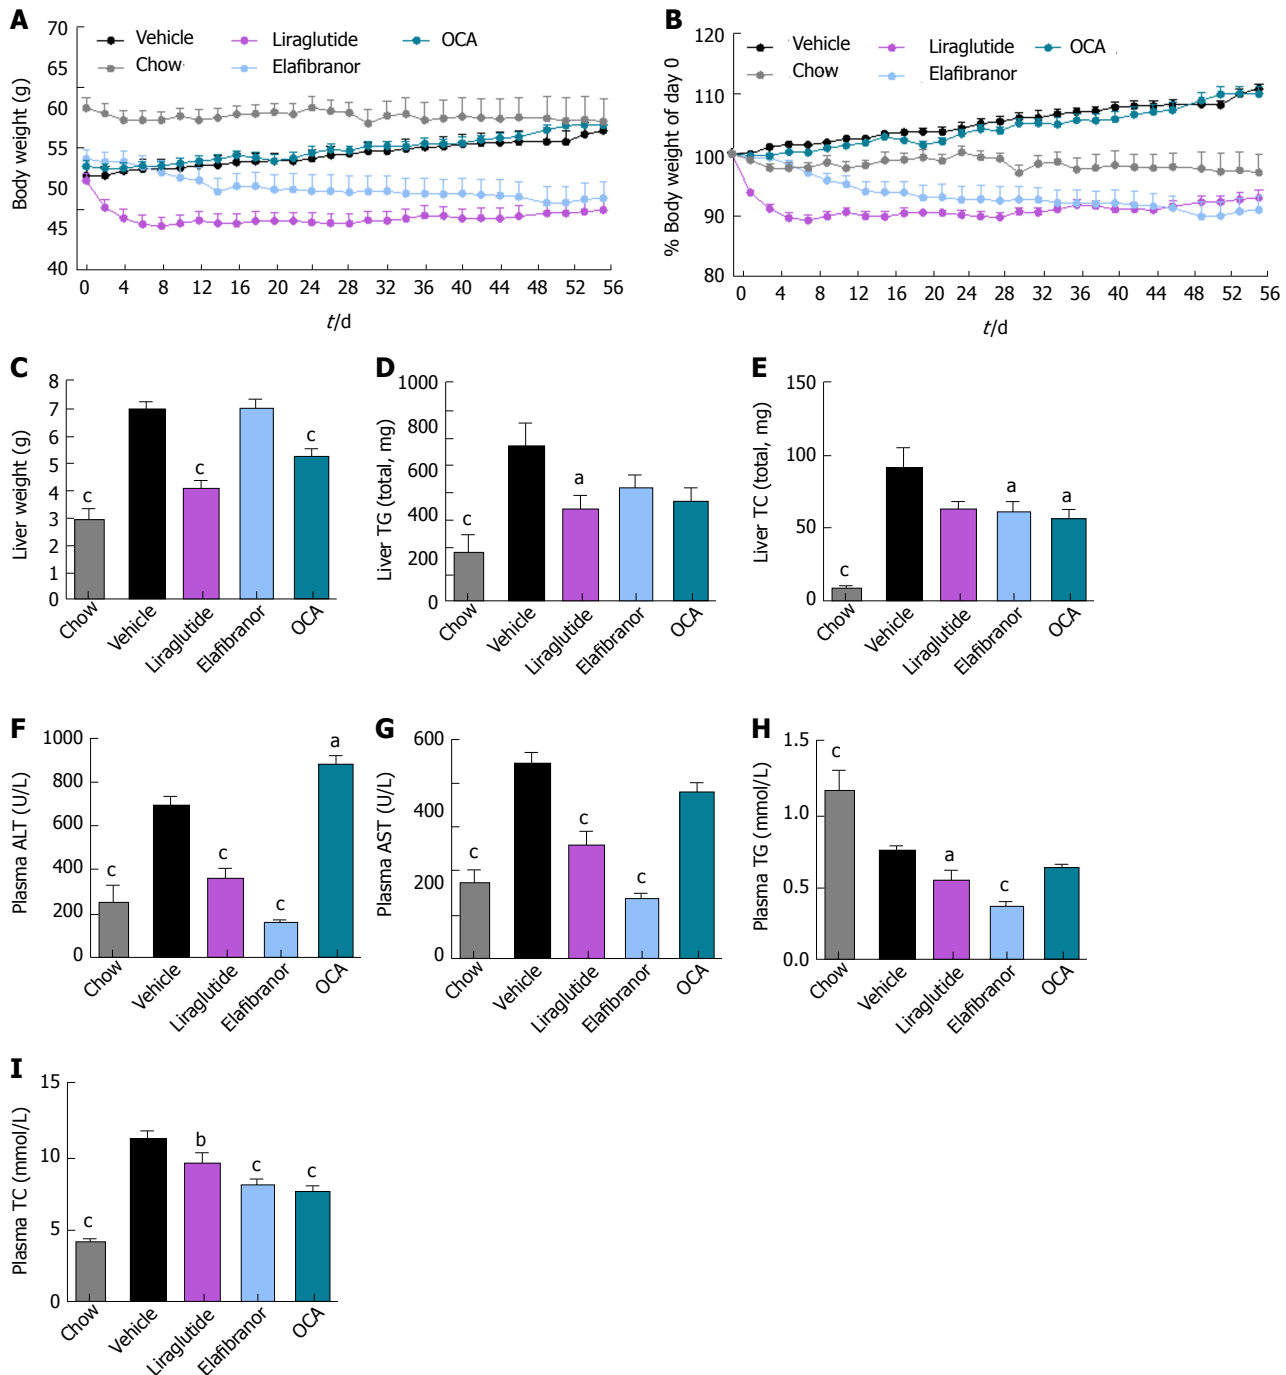 A
Vehicle
Liraglutide
OCA
Chow
Elafibranor
Body weight (g)
70
65
60
55
50
45
40
0 4 8 12 16 20 24 28 32 36 40 44 48 52 56
t/d
B
Vehicle
Liraglutide
OCA
Chow
Elafibranor
% Body weight of day 0
120
110
100
90
80
0 4 8 12 16 20 24 28 32 36 40 44 48 52 56
t/d
C
Liver weight (g)
8
7
6
5
4
3
2
1
0
c
c
c
Chow
Vehicle
Liraglutide
Elafibranor
OCA
D
Liver TG (total, mg)
1000
800
600
400
200
0
c
a
Chow
Vehicle
Liraglutide
Elafibranor
OCA
E
Liver TC (total, mg)
150
100
50
0
c
a
a
Chow
Vehicle
Liraglutide
Elafibranor
OCA
F
Plasma ALT (U/L)
1000
800
600
400
200
0
c
c
c
a
Chow
Vehicle
Liraglutide
Elafibranor
OCA
G
Plasma AST (U/L)
600
400
200
0
c
c
c
Chow
Vehicle
Liraglutide
Elafibranor
OCA
H
Plasma TG (mmol/L)
1.5
1.0
0.5
0.0
c
a
c
Chow
Vehicle
Liraglutide
Elafibranor
OCA
I
Plasma TC (mmol/L)
15
10
5
0
c
b
c
c
Chow
Vehicle
Liraglutide
Elafibranor
OCA